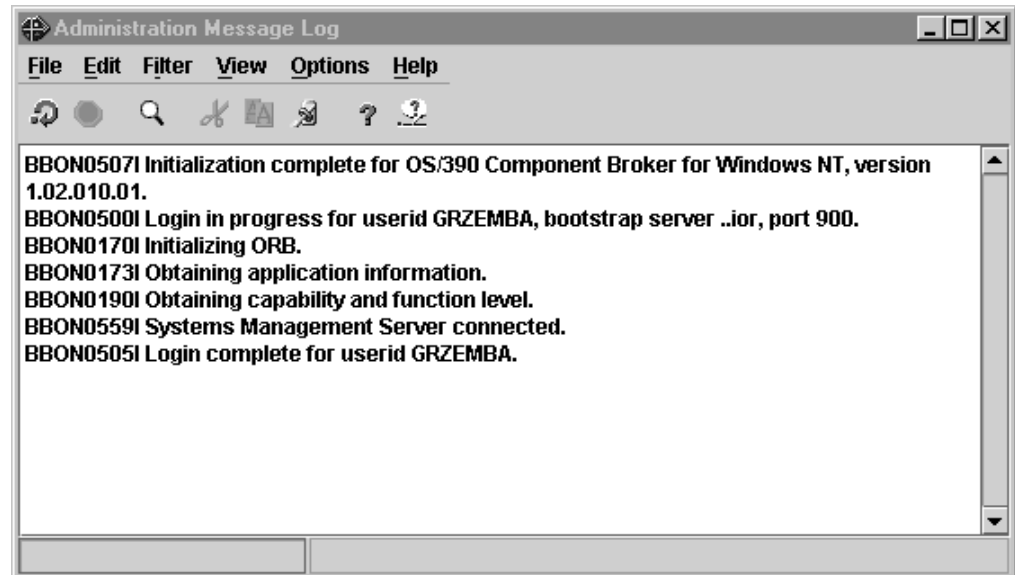 Administration Message Log
File Edit Filter View Options Help
BBON0507I Initialization complete for OS/390 Component Broker for Windows NT, version
1.02.010.01.
BBON0500I Login in progress for userid GRZEMBA, bootstrap server ..ior, port 900.
BBON0170I Initializing ORB.
BBON0173I Obtaining application information.
BBON0190I Obtaining capability and function level.
BBON0559I Systems Management Server connected.
BBON0505I Login complete for userid GRZEMBA.